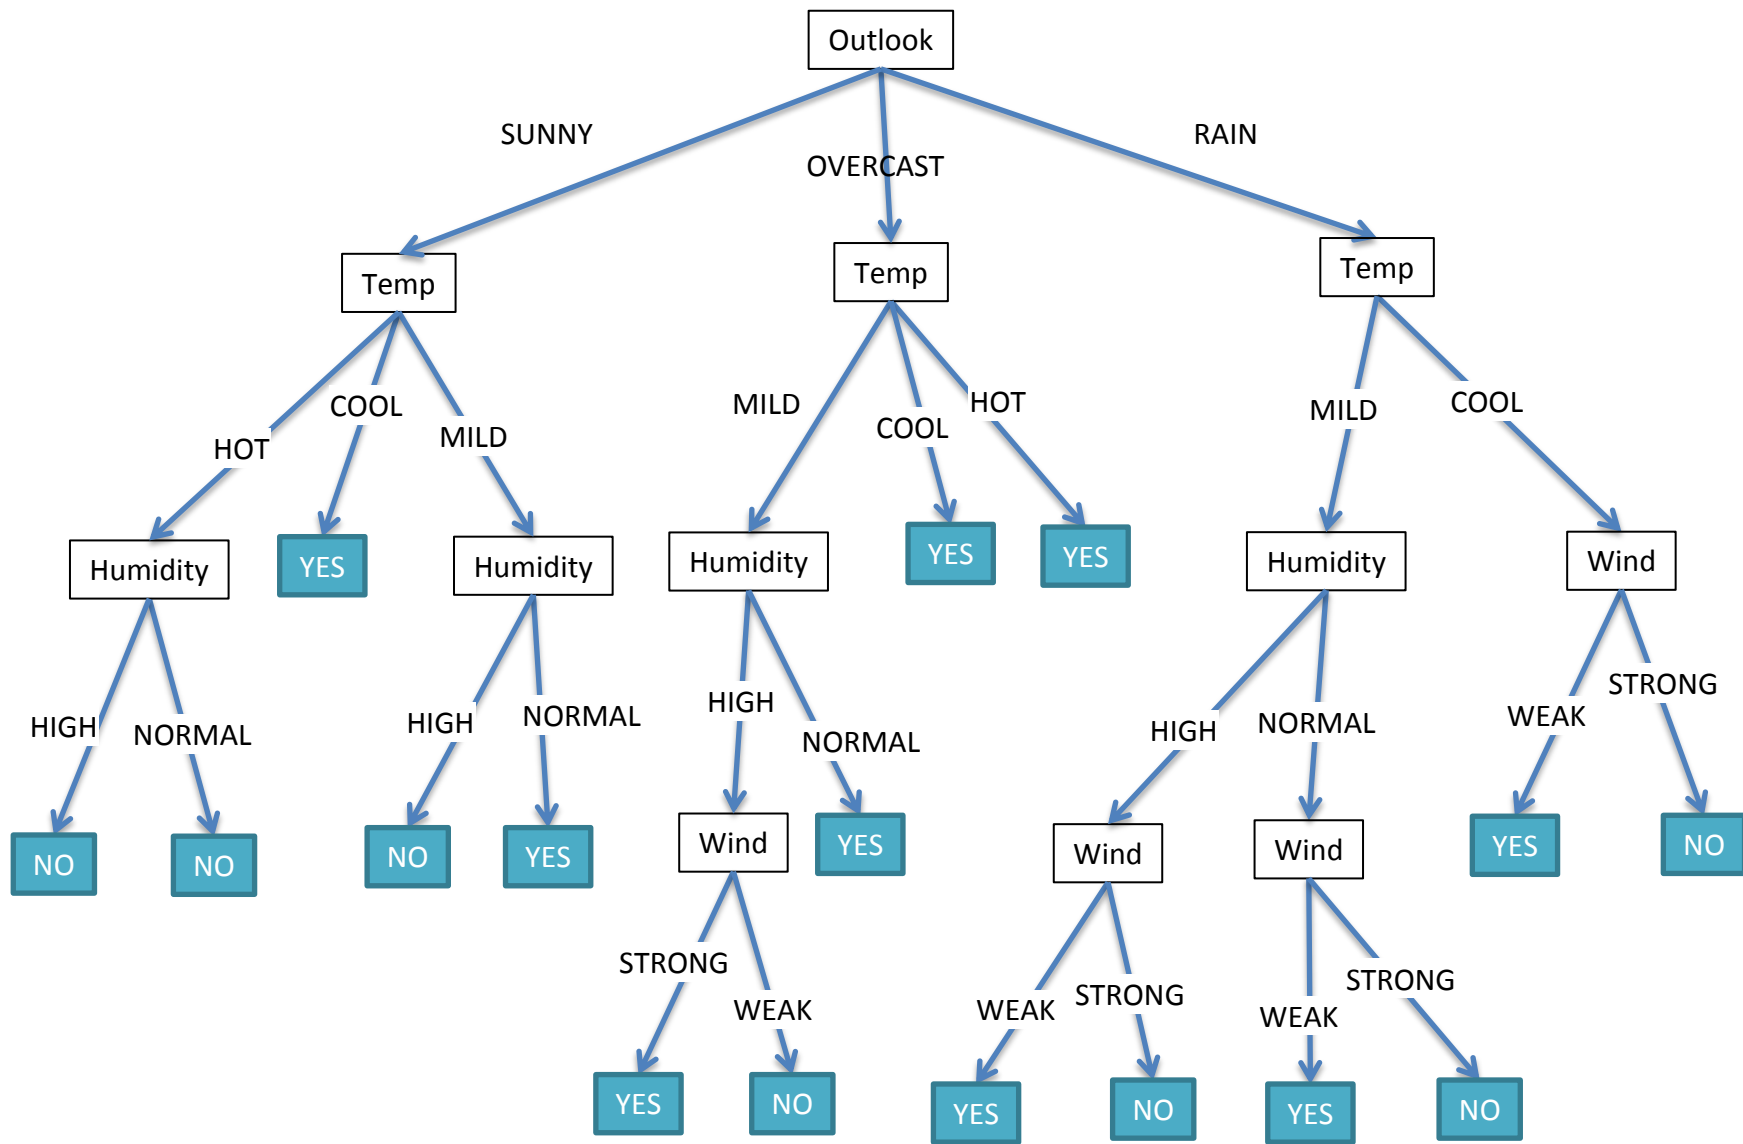 Outlook
SUNNY
OVERCAST
RAIN
Temp
Temp
Temp
HOT
COOL
MILD
MILD
COOL
HOT
MILD
COOL
Humidity
YES
Humidity
Humidity
YES
YES
Humidity
Wind
HIGH
NORMAL
HIGH
NORMAL
HIGH
NORMAL
HIGH
NORMAL
WEAK
STRONG
NO
NO
NO
YES
Wind
YES
Wind
Wind
YES
NO
STRONG
WEAK
WEAK
STRONG
WEAK
STRONG
YES
NO
YES
NO
YES
NO